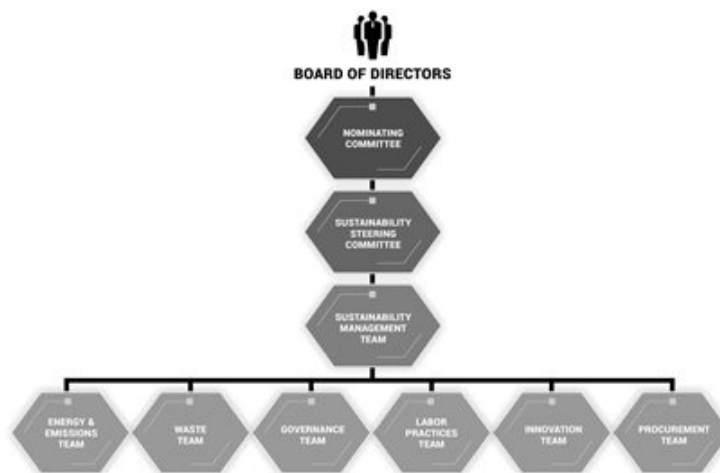 BOARD OF DIRECTORS
NOMINATING
COMMITTEE
SUSTAINABILITY
STEERING
COMMITTEE
SUSTAINABILITY
MANAGEMENT
TEAM
ENERGY &
EMISSIONS
TEAM
WASTE
TEAM
GOVERNANCE
TEAM
LABOR
PRACTICES
TEAM
INNOVATION
TEAM
PROCUREMENT
TEAM